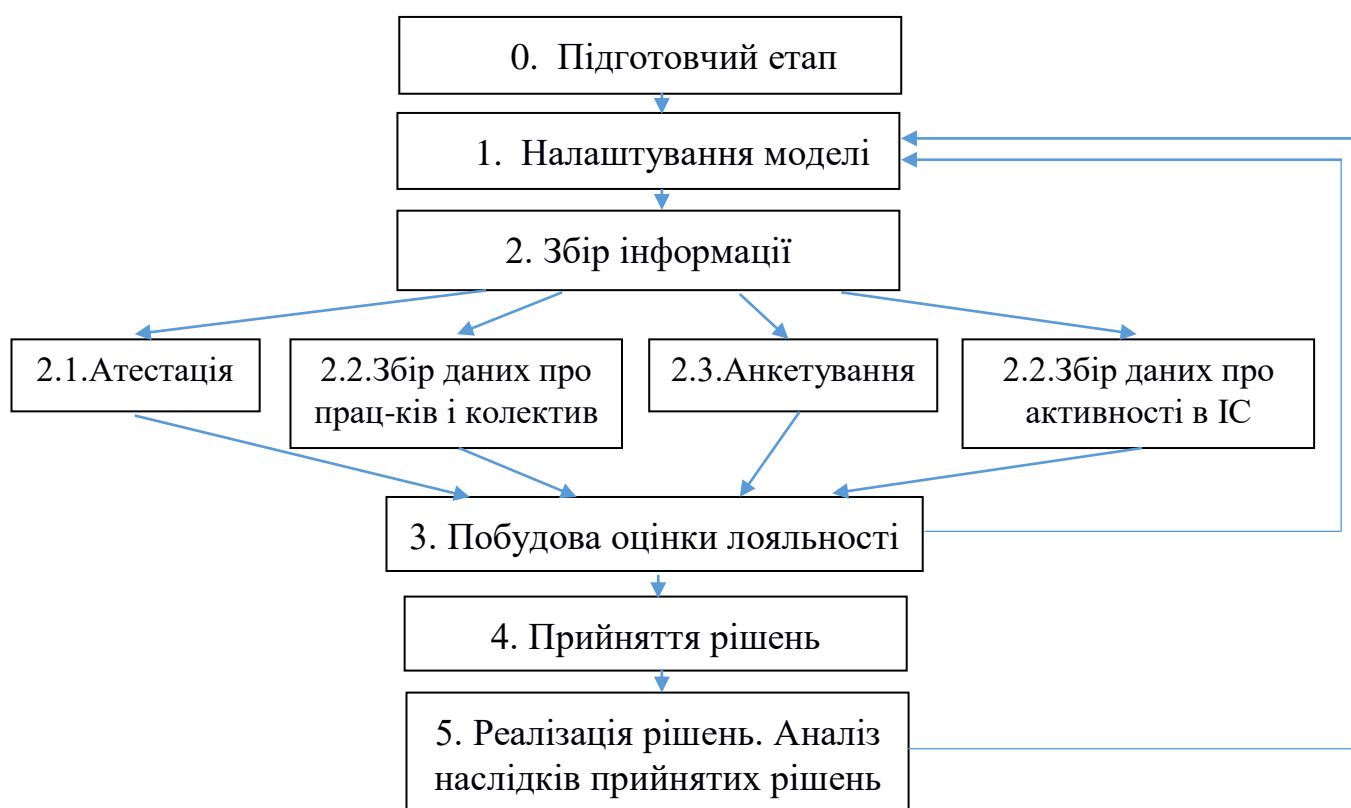 0. Підготовчий етап
1. Налаштування моделі
2. Збір інформації
2.1.Атестація
2.2.Збір даних про
прац-ків і колектив
2.3.Анкетування
2.2.Збір даних про
активності в ІС
3. Побудова оцінки лояльності
4. Прийняття рішень
5. Реалізація рішень. Аналіз
наслідків прийнятих рішень